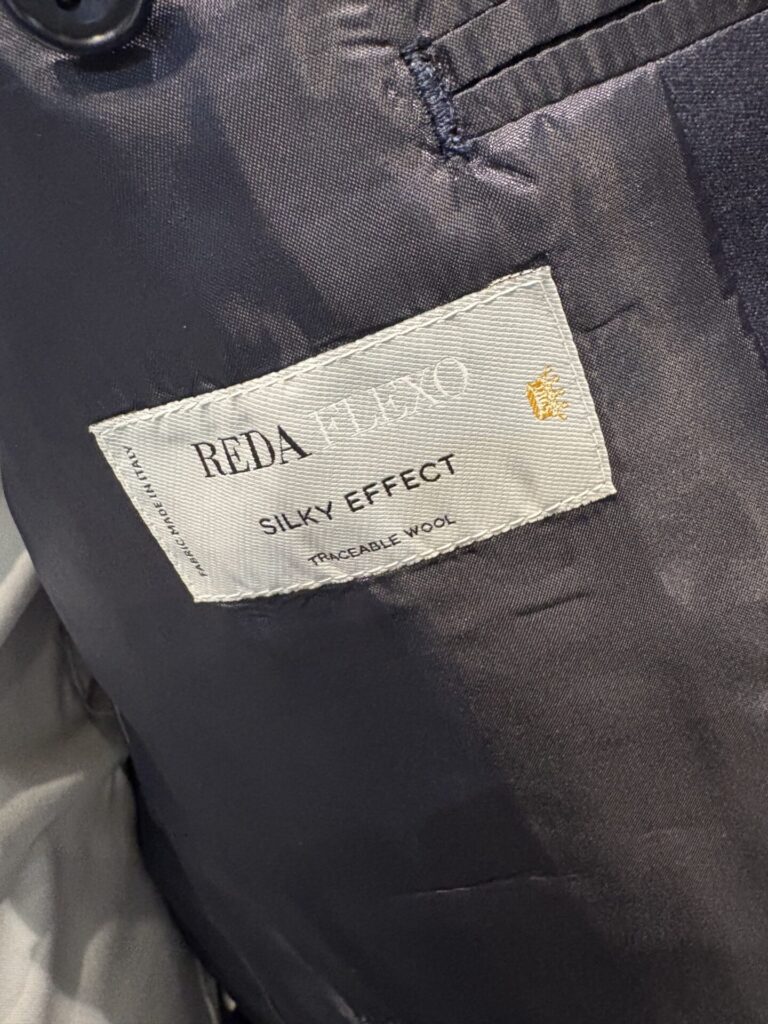 REDA FLEXO
SILKY EFFECT
TRACEABLE WOOL
FABRIC MADE IN ITALY